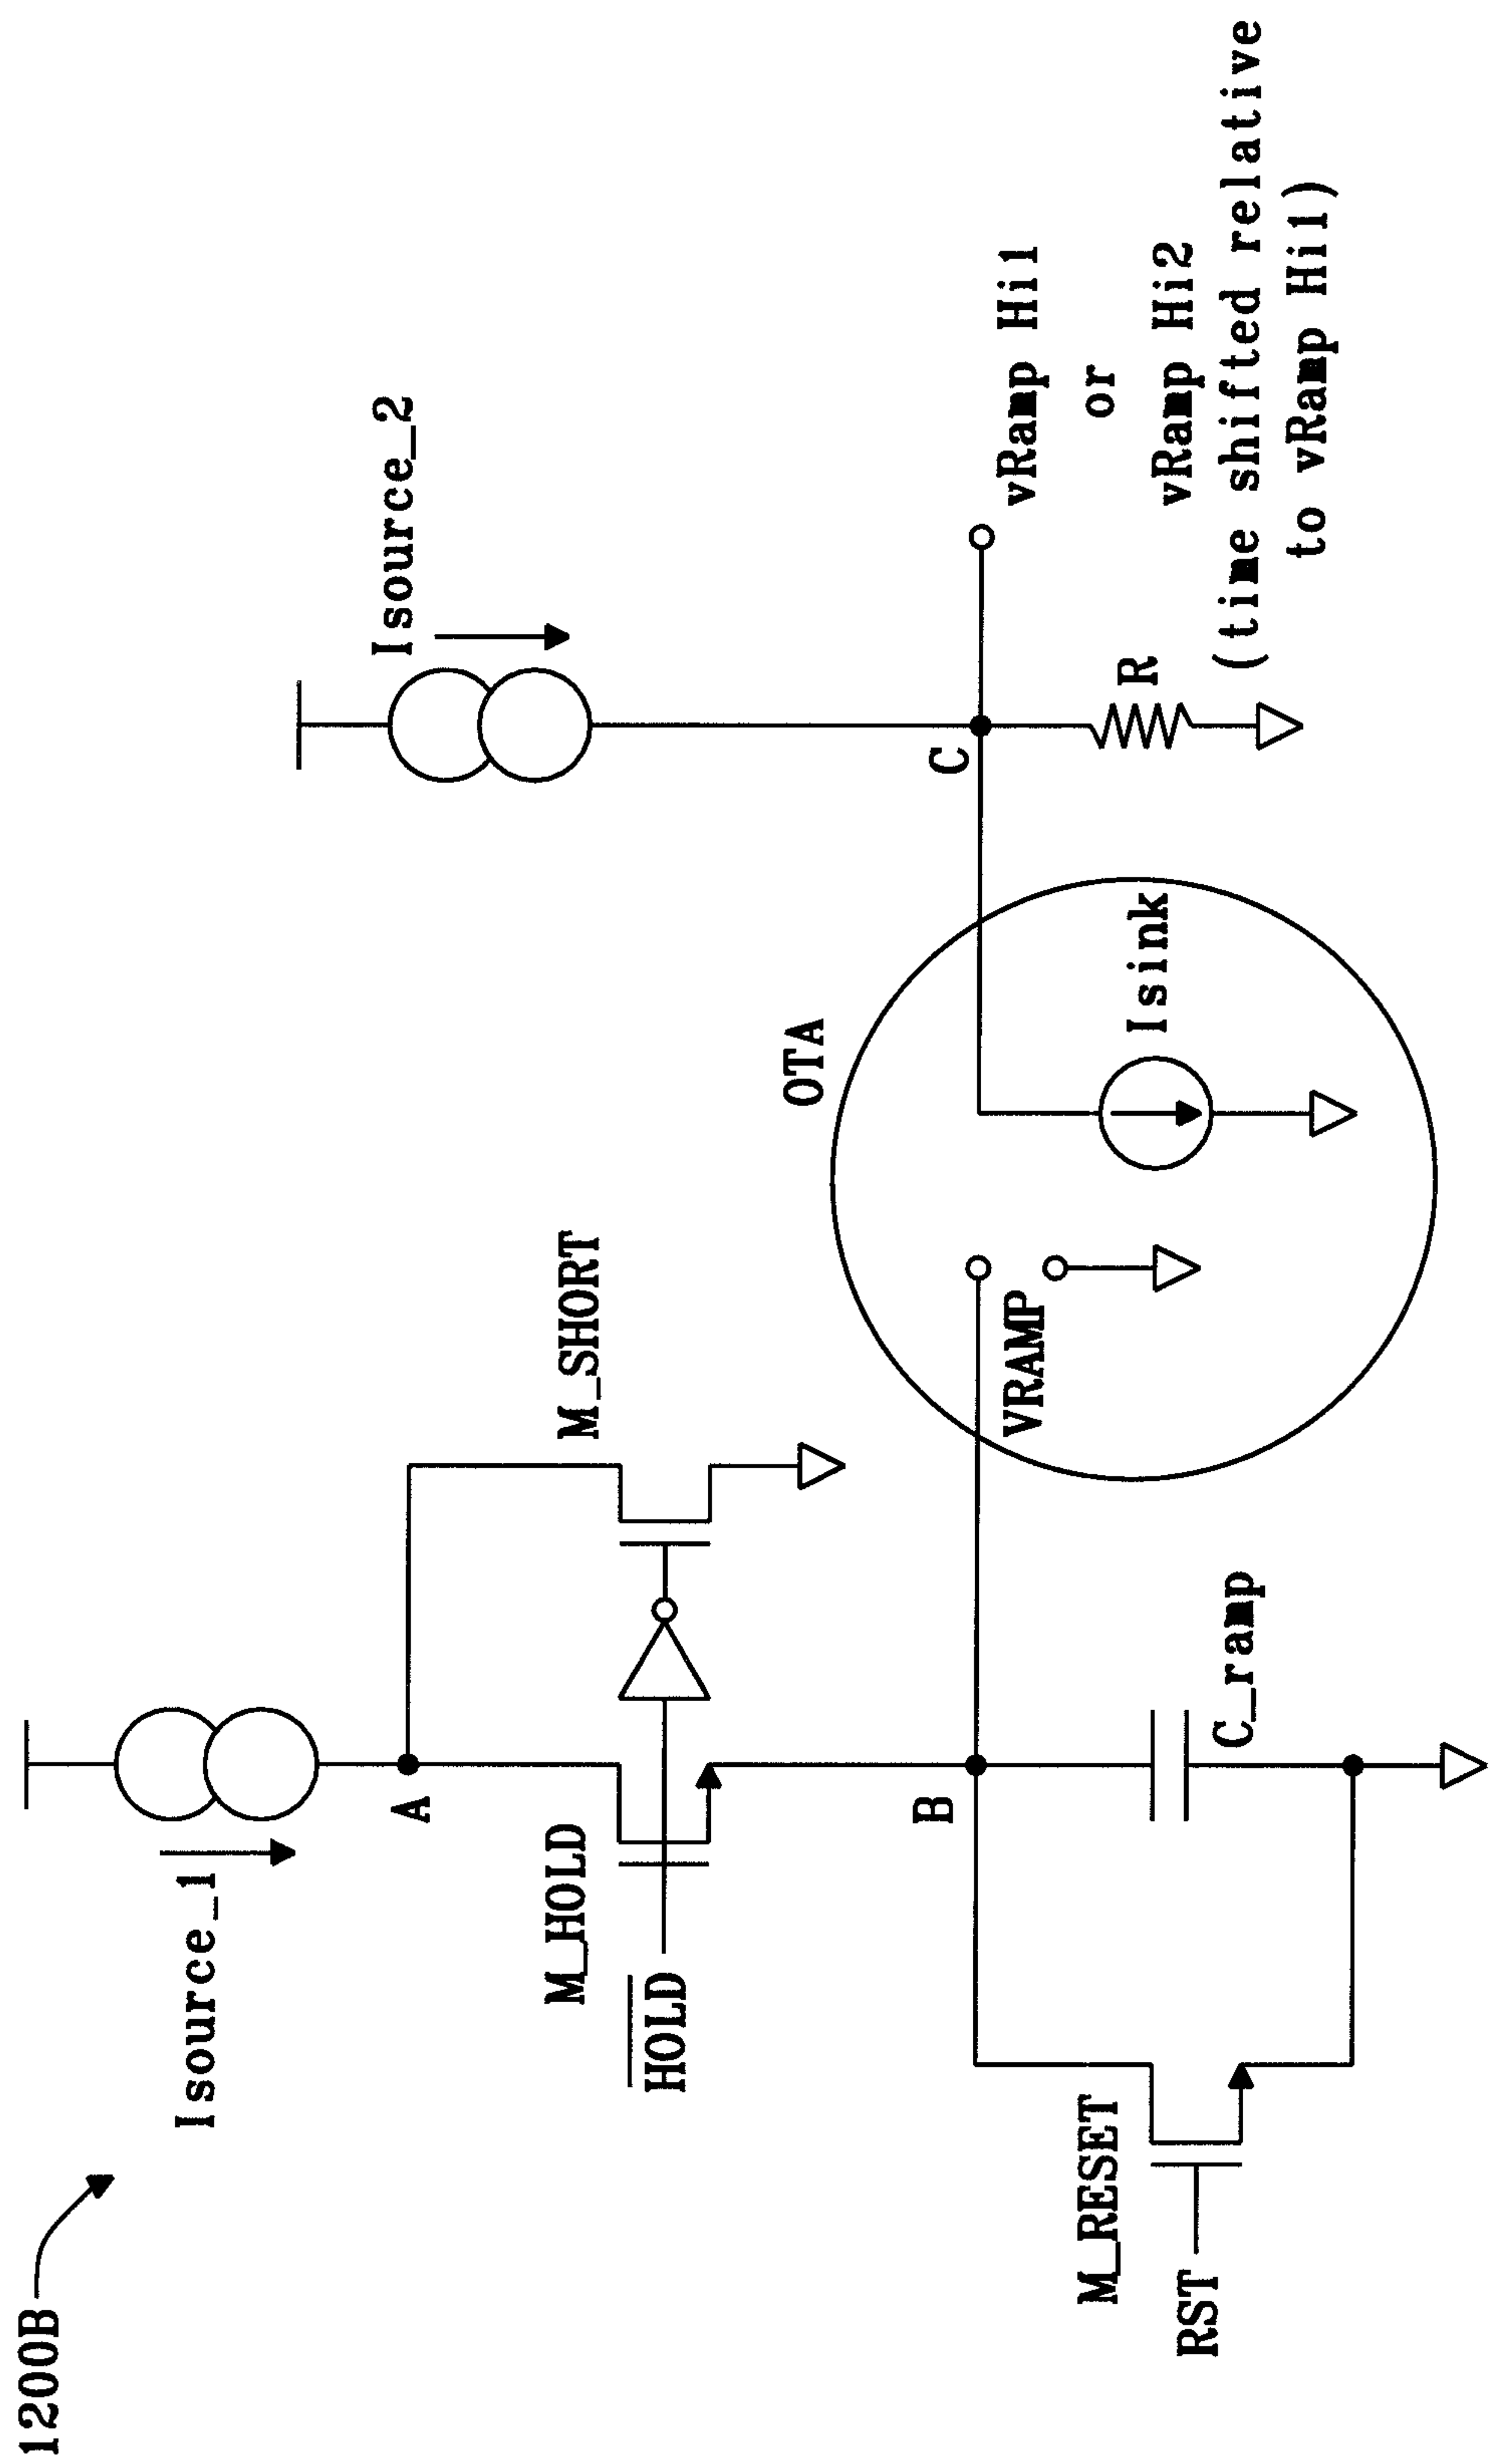 1200B
Isource_1
Isource_2
A
M_HOLD
M_SHORT
HOLD
OTA
B
C
VRAMP
Isink
vRamp Hi1
or
vRamp Hi2
(time shifted relative
to vRamp Hi1)
R
M_RESET
RST
C_ramp